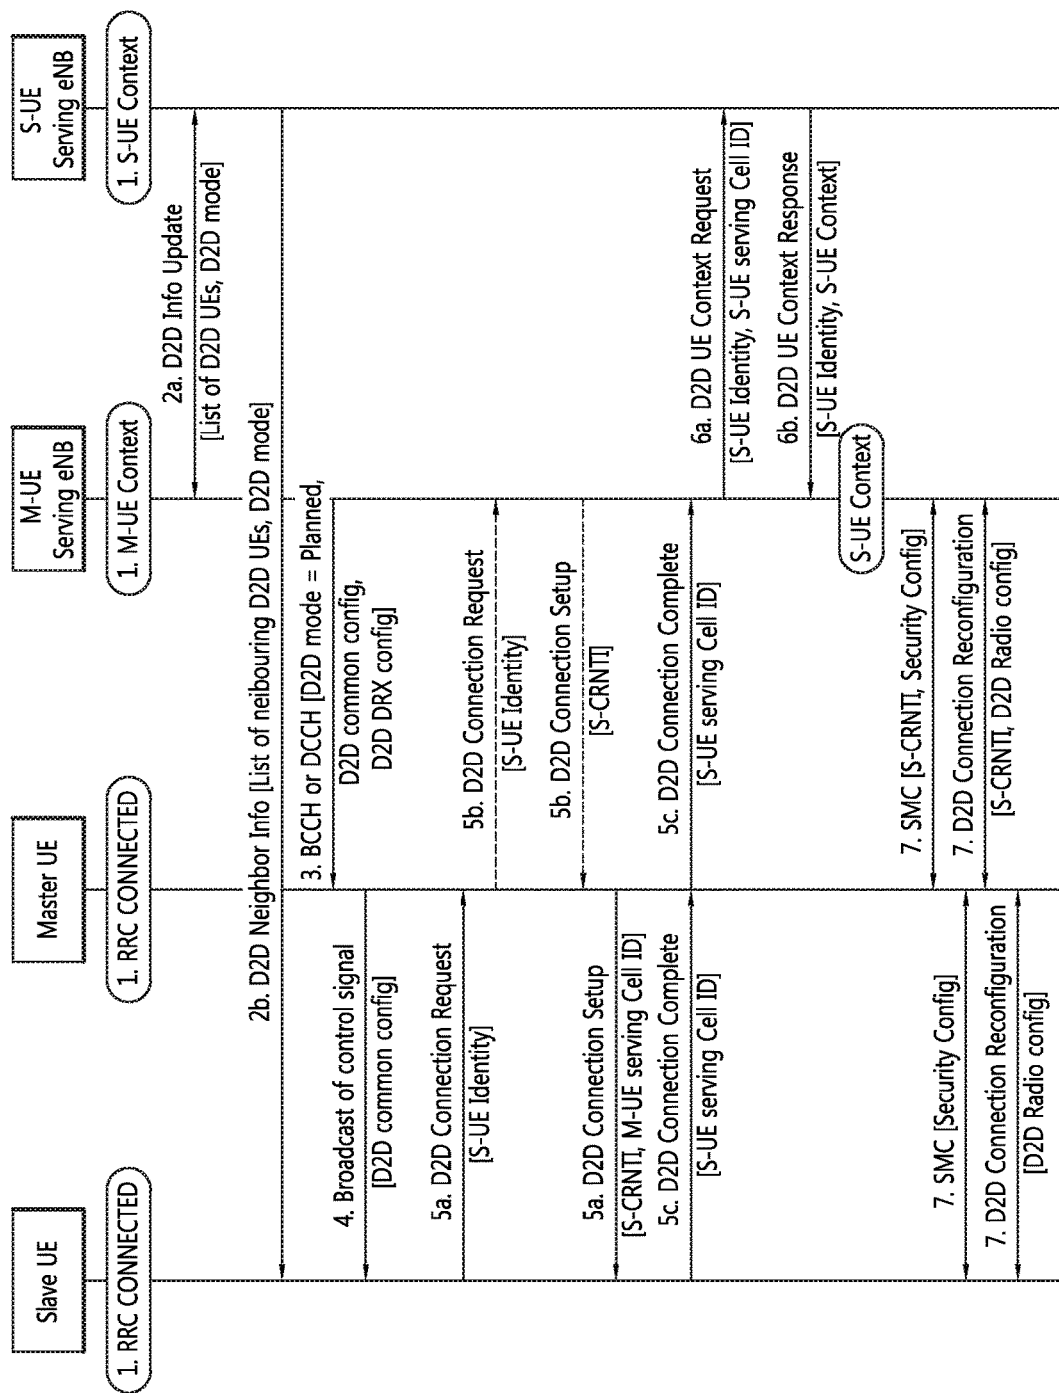 Slave UE
Master UE
M-UE
Serving eNB
S-UE
Serving eNB
1. RRC CONNECTED
1. RRC CONNECTED
1. M-UE Context
1. S-UE Context
2a. D2D Info Update
[List of D2D UEs, D2D mode]
2b. D2D Neighbor Info [List of neibouring D2D UEs, D2D mode]
3. BCCH or DCCH [D2D mode = Planned,
D2D common config,
D2D DRX config]
4. Broadcast of control signal
[D2D common config]
5a. D2D Connection Request
[S-UE Identity]
5b. D2D Connection Request
[S-UE Identity]
5b. D2D Connection Setup
[S-CRNTI]
5a. D2D Connection Setup
[S-CRNTI, M-UE serving Cell ID]
5c. D2D Connection Complete
[S-UE serving Cell ID]
5c. D2D Connection Complete
[S-UE serving Cell ID]
6a. D2D UE Context Request
[S-UE Identity, S-UE serving Cell ID]
6b. D2D UE Context Response
[S-UE Identity, S-UE Context]
S-UE Context
7. SMC [S-CRNTI, Security Config]
7. SMC [Security Config]
7. D2D Connection Reconfiguration
[S-CRNTI, D2D Radio config]
7. D2D Connection Reconfiguration
[D2D Radio config]